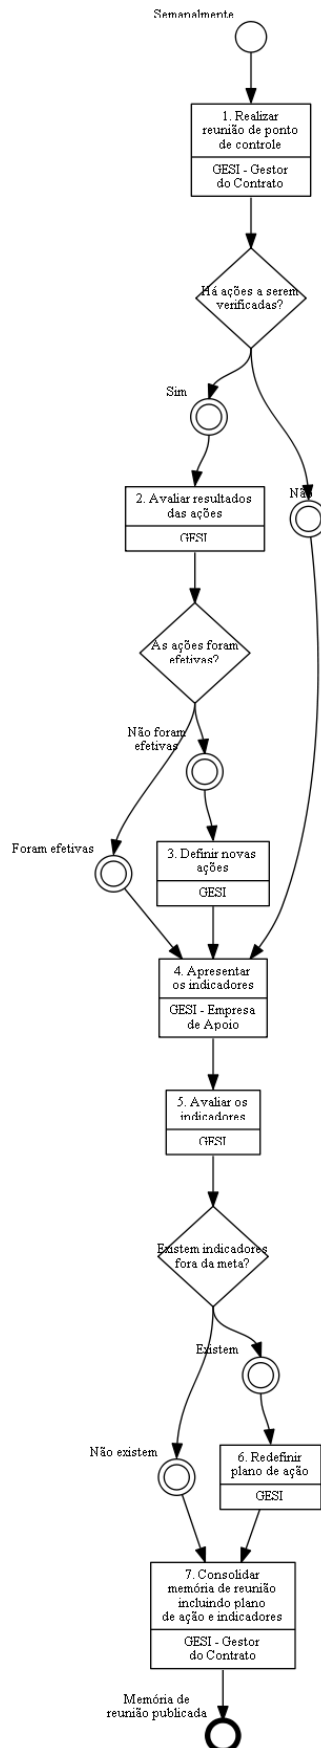 Semanalmente
1. Realizar
reunião de ponto
de controle
GESI - Gestor
do Contrato
Há ações a serem
verificadas?
Sim
Não
2. Avaliar resultados
das ações
GESI
As ações foram
efetivas?
Não foram
efetivas
Foram efetivas
3. Definir novas
ações
GESI
4. Apresentar
os indicadores
GESI - Empresa
de Apoio
5. Avaliar os
indicadores
GESI
Existem indicadores
fora da meta?
Existem
Não existem
6. Redefinir
plano de ação
GESI
7. Consolidar
memória de reunião
incluindo plano
de ação e indicadores
GESI - Gestor
do Contrato
Memória de
reunião publicada